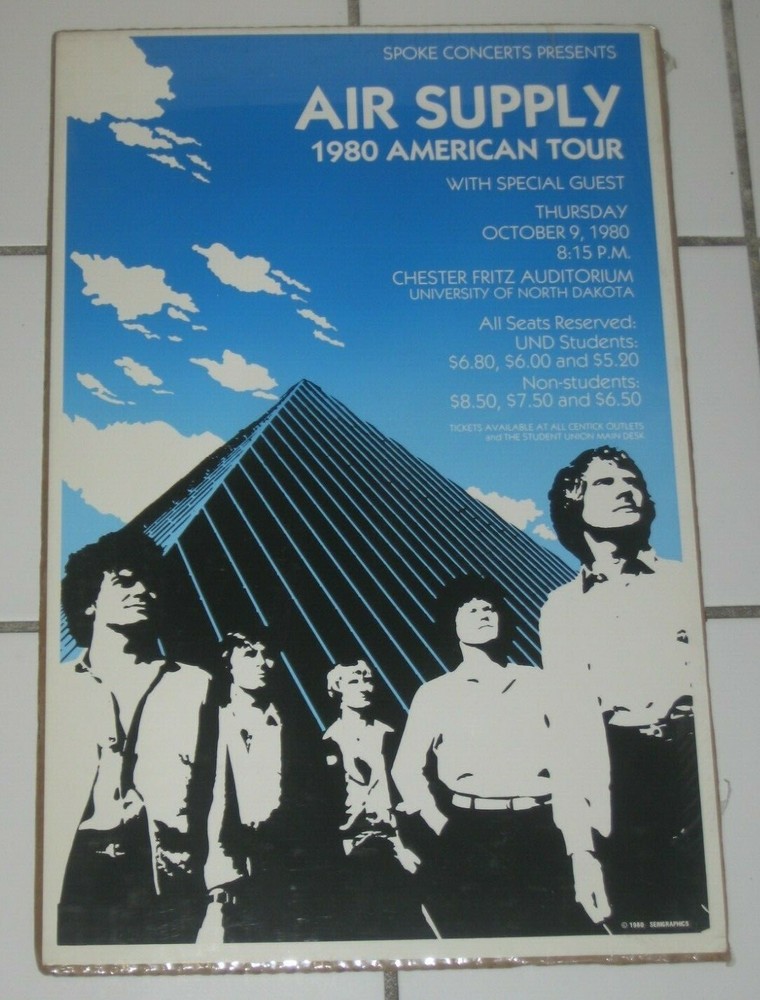 SPOKE CONCERTS PRESENTS
AIR SUPPLY
1980 AMERICAN TOUR
WITH SPECIAL GUEST
THURSDAY
OCTOBER 9, 1980
8:15 P.M.
CHESTER FRITZ AUDITORIUM
UNIVERSITY OF NORTH DAKOTA
All Seats Reserved:
UND Students:
$6.80, $6.00 and $5.20
Non-students:
$8.50, $7.50 and $6.50
TICKETS AVAILABLE AT ALL CENTICK OUTLETS
and THE STUDENT UNION MAIN DESK
© 1980 SERIGRAPHICS